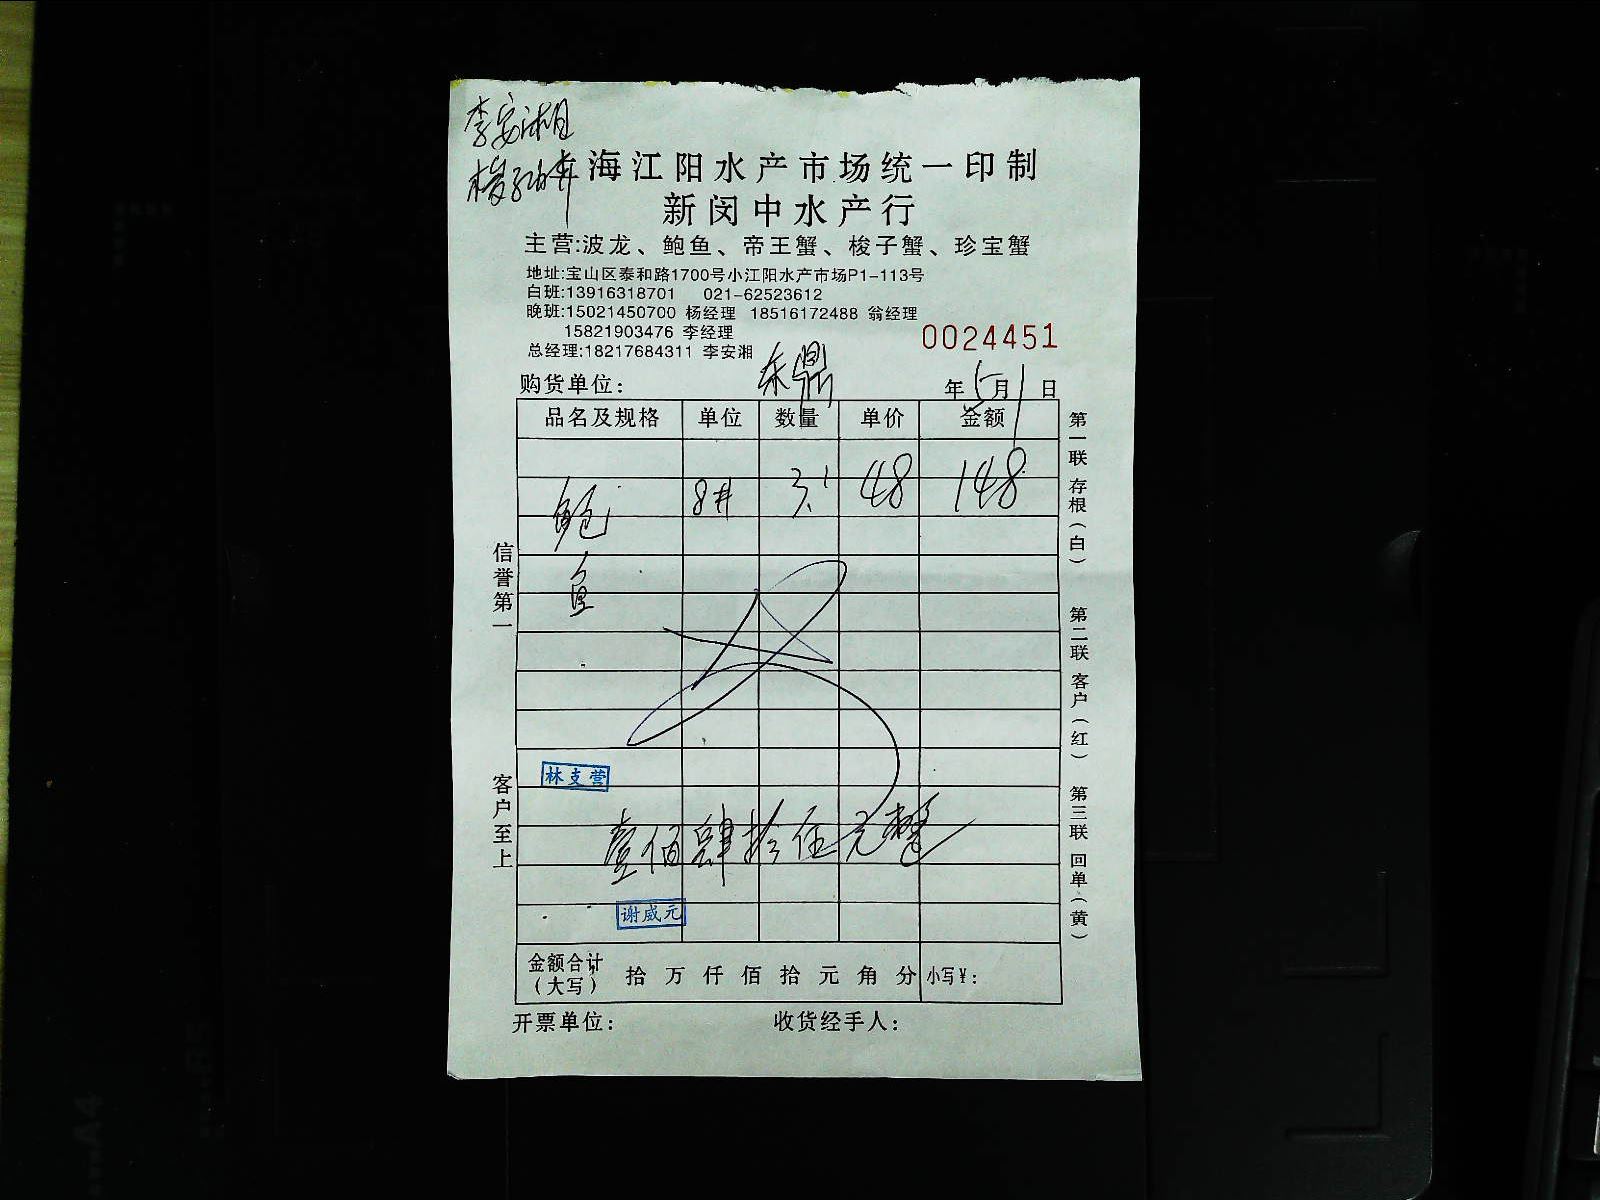 李安湘
上海江阳水产市场统一印制
新闵中水产行
主营:波龙、鲍鱼、帝王蟹、梭子蟹、珍宝蟹
地址:宝山区泰和路1700号小江阳水产市场P1-113号
白班:13916318701 021-62523612
晚班:15021450700 杨经理 18516172488 翁经理
15821903476 李经理
总经理:18217684311 李安湘
0024451
购货单位: 东鼎
年 5月 1日
品名及规格 单位 数量 单价 金额
鲍鱼 8# 3.1 48 148
林支营
壹佰肆拾伍元整
谢威元
金额合计(大写) 拾 万 仟 佰 拾 元 角 分 小写¥:
开票单位: 收货经手人:
信誉第一
客户至上
第一联 存根(白)
第二联 客户(红)
第三联 回单(黄)